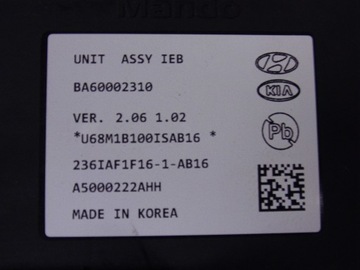 Mando
UNIT ASSY IEB
BA60002310
KIA
VER. 2.06 1.02
*U68M1B100ISAB16 *
Pb
236IAF1F16-1-AB16
A5000222AHH
MADE IN KOREA